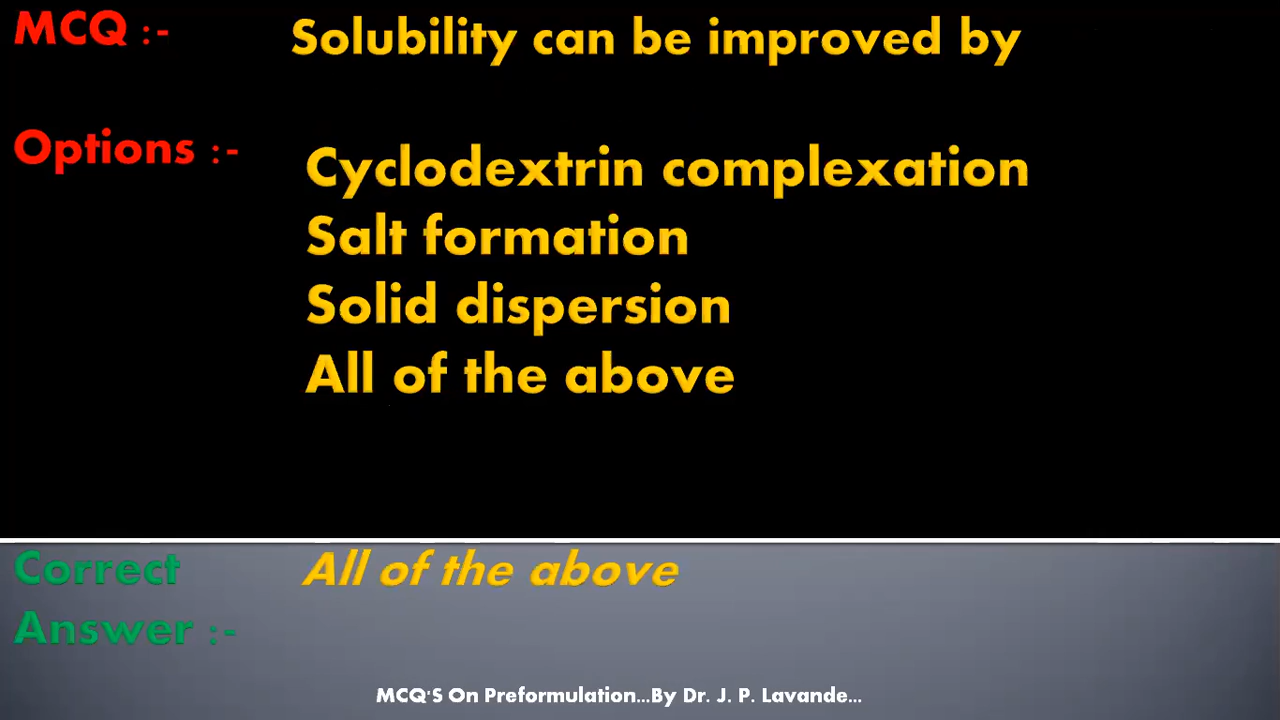 MCQ :- Solubility can be improved by
Options :- Cyclodextrin complexation
Salt formation
Solid dispersion
All of the above
Correct Answer :- All of the above
MCQ'S On Preformulation...By Dr. J. P. Lavande...